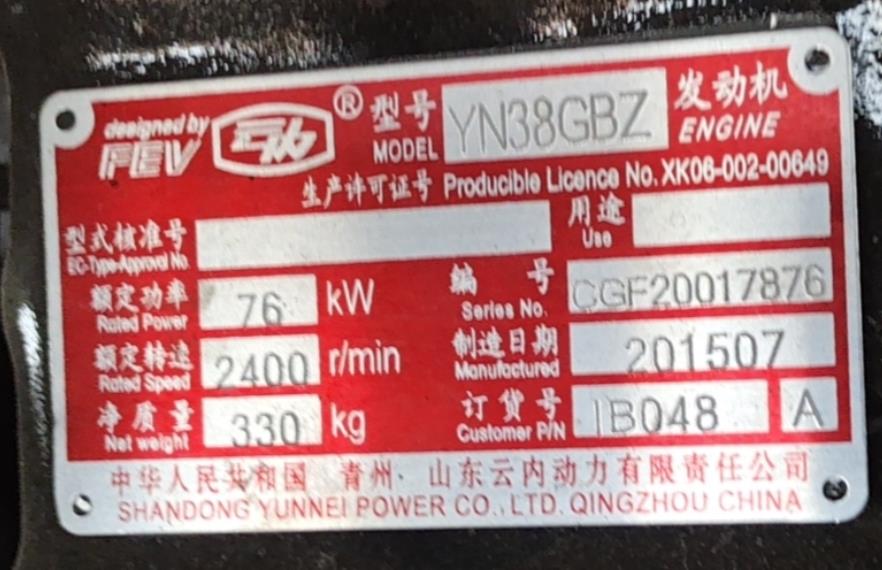 designed by
FEV
云内 ® 型号 MODEL YN38GBZ 发动机 ENGINE
生产许可证号 Producible Licence No. XK06-002-00649
型式核准号 EC-Type-Approval No.
用途 Use
额定功率 Rated Power 76 kW
编号 Series No. CGF20017876
额定转速 Rated Speed 2400 r/min
制造日期 Manufactured 201507
净质量 Net weight 330 kg
订货号 Customer P/N IB048 A
中华人民共和国 青州· 山东云内动力有限责任公司
SHANDONG YUNNEI POWER CO., LTD. QINGZHOU CHINA